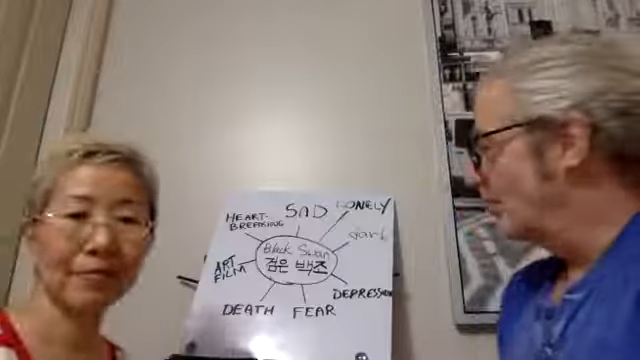 SAD
LONELY
HEART-
BREAKING
dark
Black Swan
검은 백조
ART
FILM
DEPRESSION
DEATH
FEAR